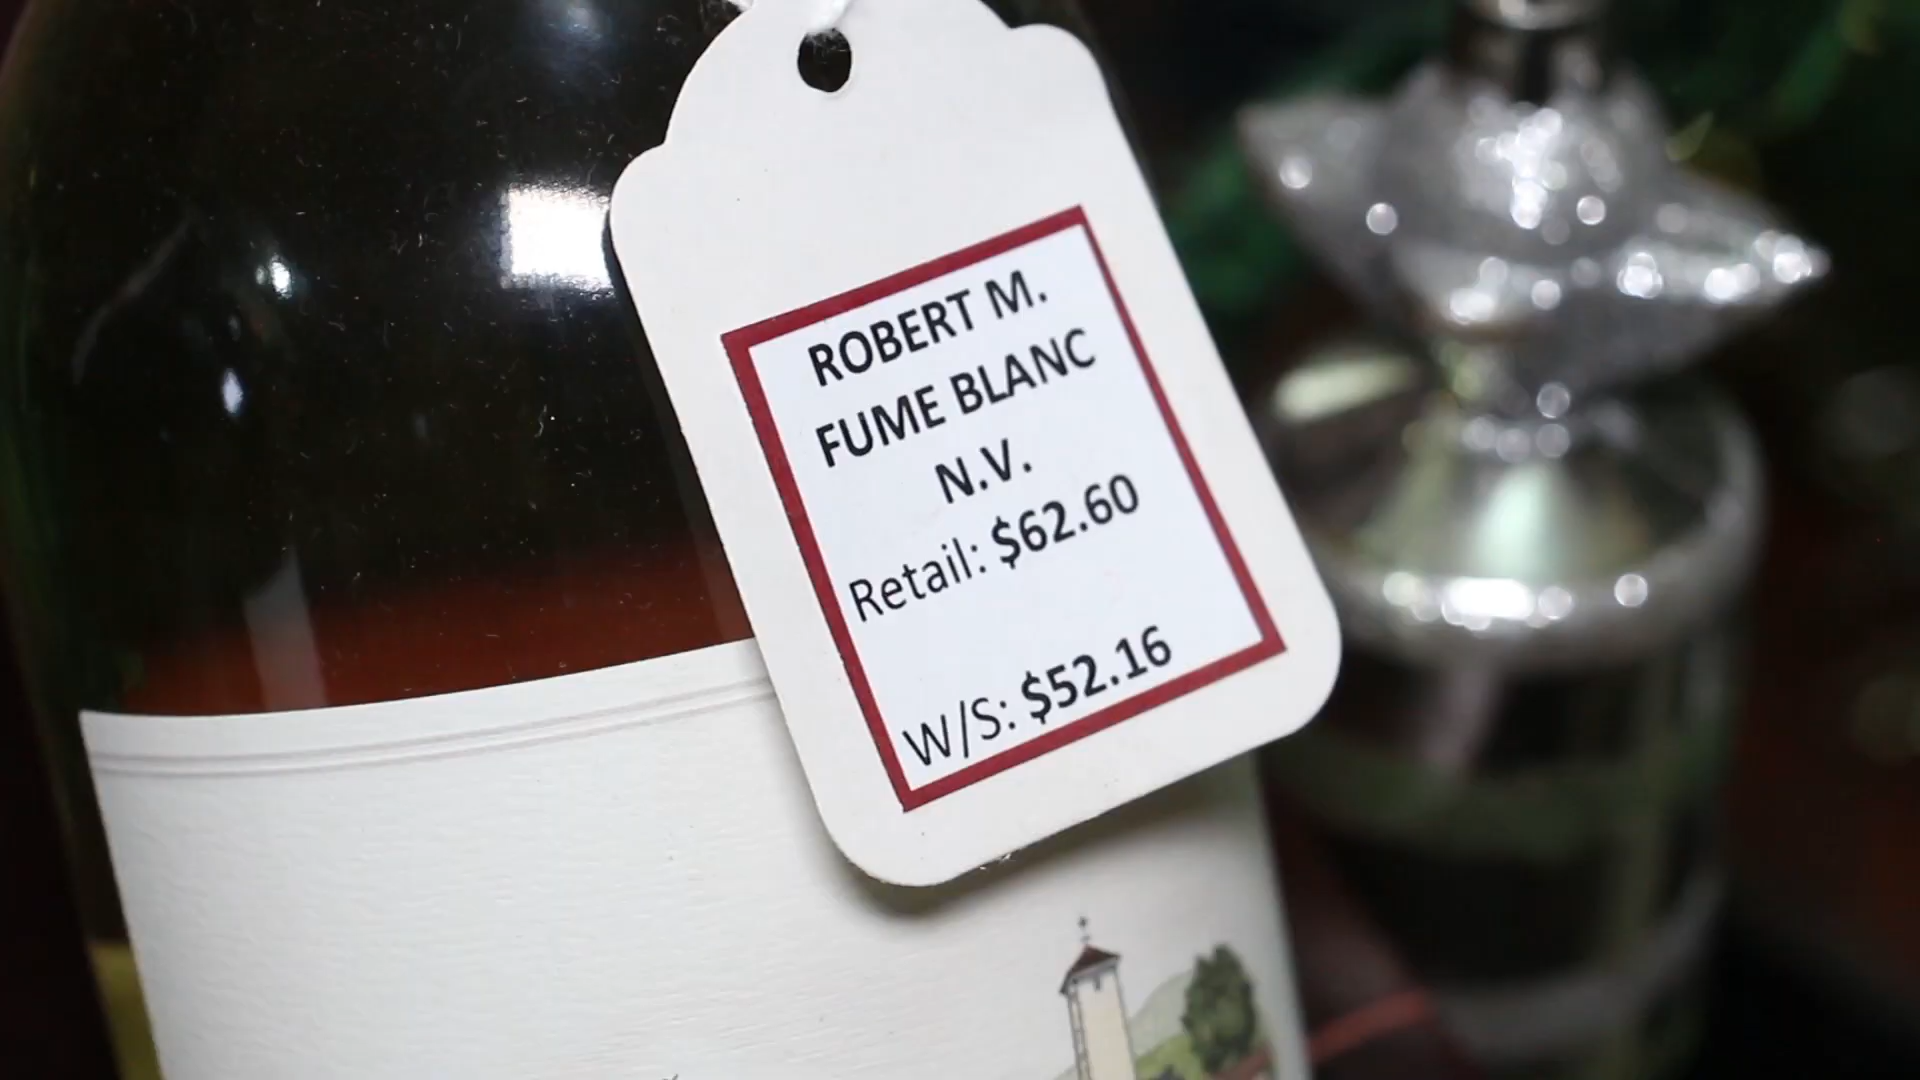 ROBERT M.
FUME BLANC
N.V.
Retail: $62.60
W/S: $52.16